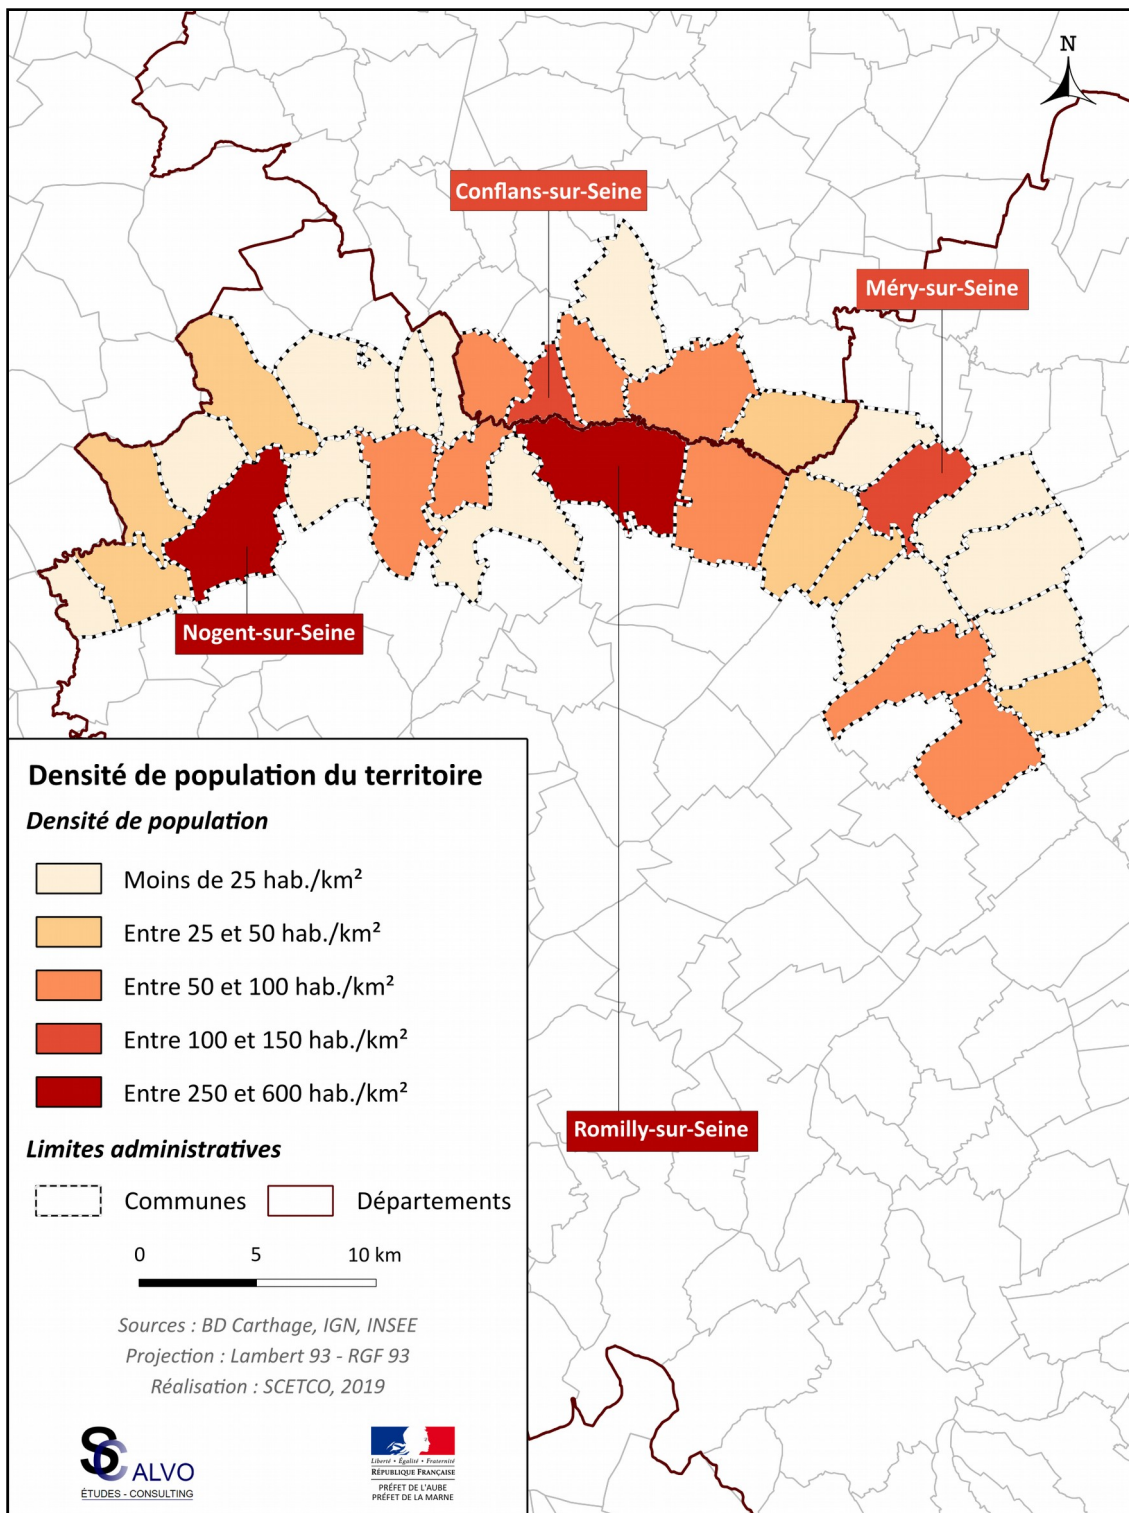 N
Conflans-sur-Seine
Méry-sur-Seine
Nogent-sur-Seine
Romilly-sur-Seine
Densité de population du territoire
Densité de population
Moins de 25 hab./km²
Entre 25 et 50 hab./km²
Entre 50 et 100 hab./km²
Entre 100 et 150 hab./km²
Entre 250 et 600 hab./km²
Limites administratives
Communes Départements
0 5 10 km
Sources : BD Carthage, IGN, INSEE
Projection : Lambert 93 - RGF 93
Réalisation : SCETCO, 2019
SC ALVO
ÉTUDES - CONSULTING
Liberté • Égalité • Fraternité
RÉPUBLIQUE FRANÇAISE
PRÉFET DE L'AUBE
PRÉFET DE LA MARNE